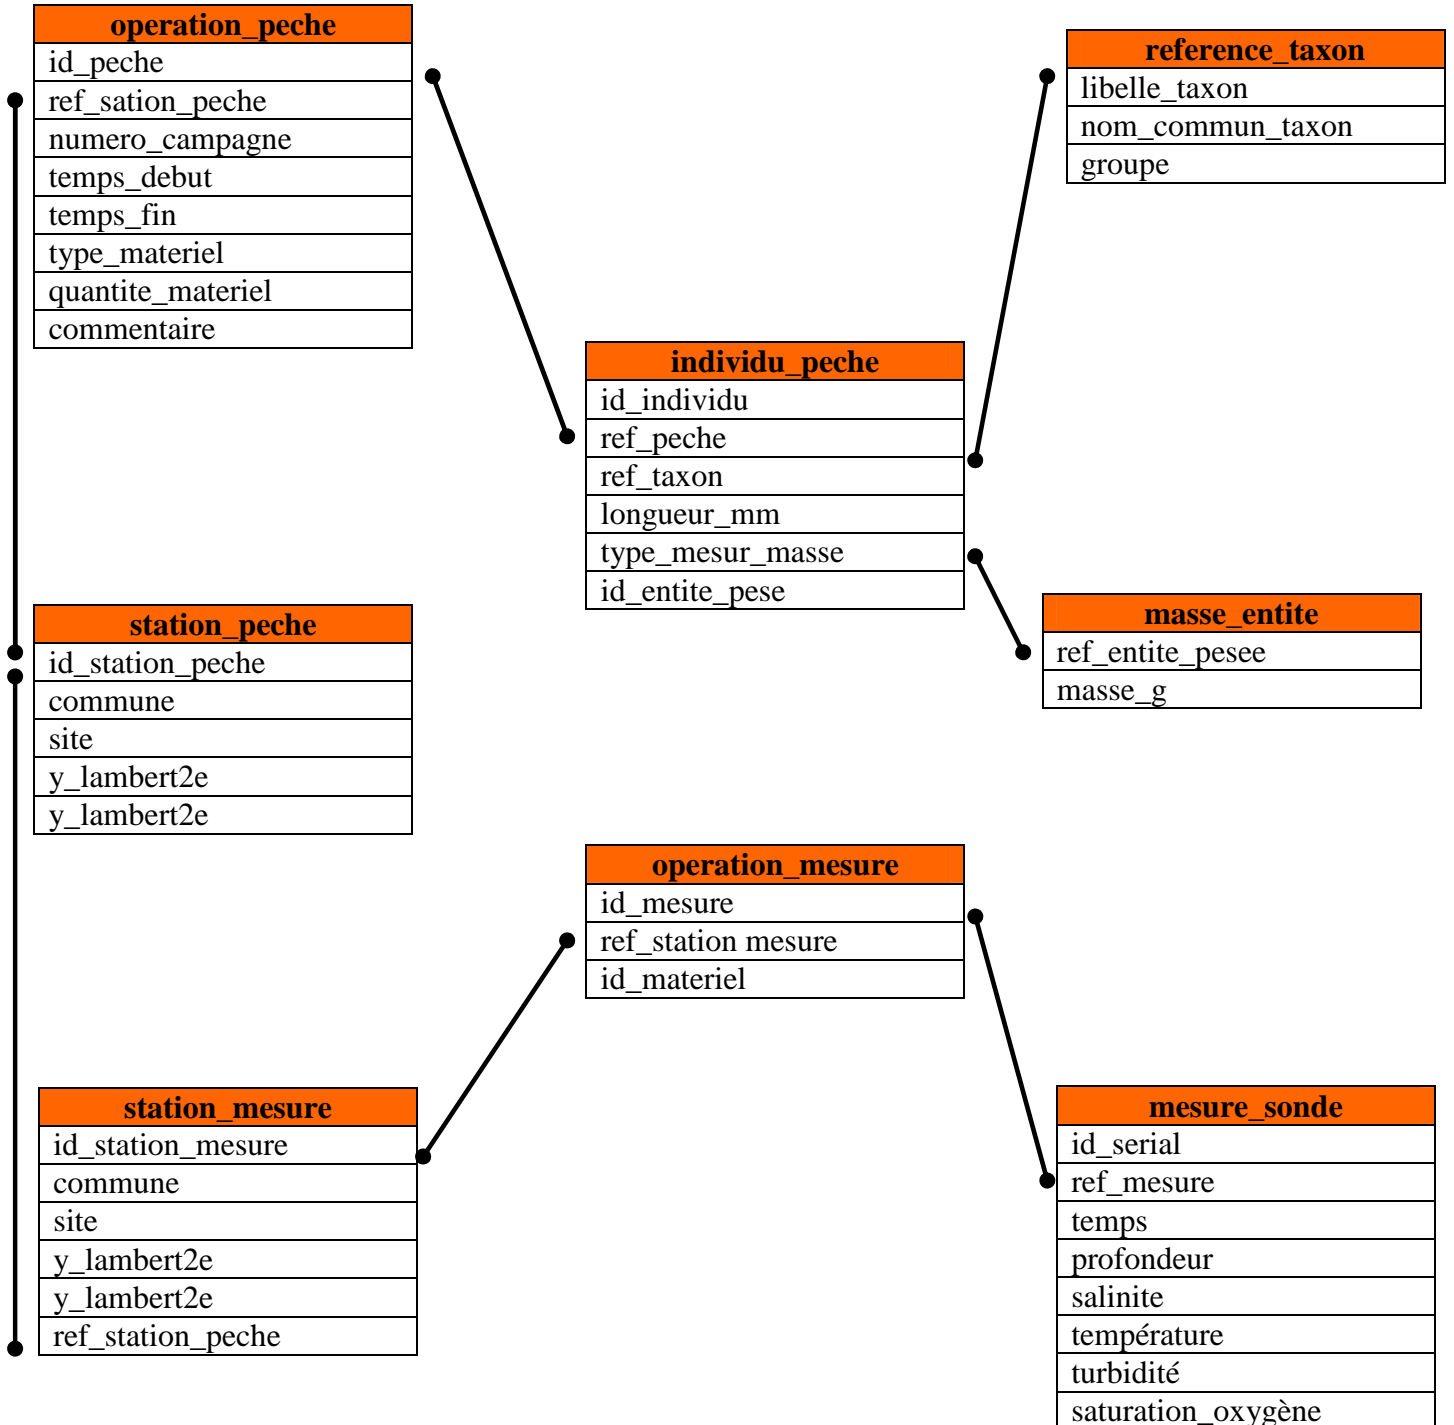 operation_peche
id_peche
ref_sation_peche
numero_campagne
temps_debut
temps_fin
type_materiel
quantite_materiel
commentaire
reference_taxon
libelle_taxon
nom_commun_taxon
groupe
individu_peche
id_individu
ref_peche
ref_taxon
longueur_mm
type_mesur_masse
id_entite_pese
masse_entite
ref_entite_pesee
masse_g
station_peche
id_station_peche
commune
site
y_lambert2e
y_lambert2e
operation_mesure
id_mesure
ref_station mesure
id_materiel
station_mesure
id_station_mesure
commune
site
y_lambert2e
y_lambert2e
ref_station_peche
mesure_sonde
id_serial
ref_mesure
temps
profondeur
salinite
température
turbidité
saturation_oxygène